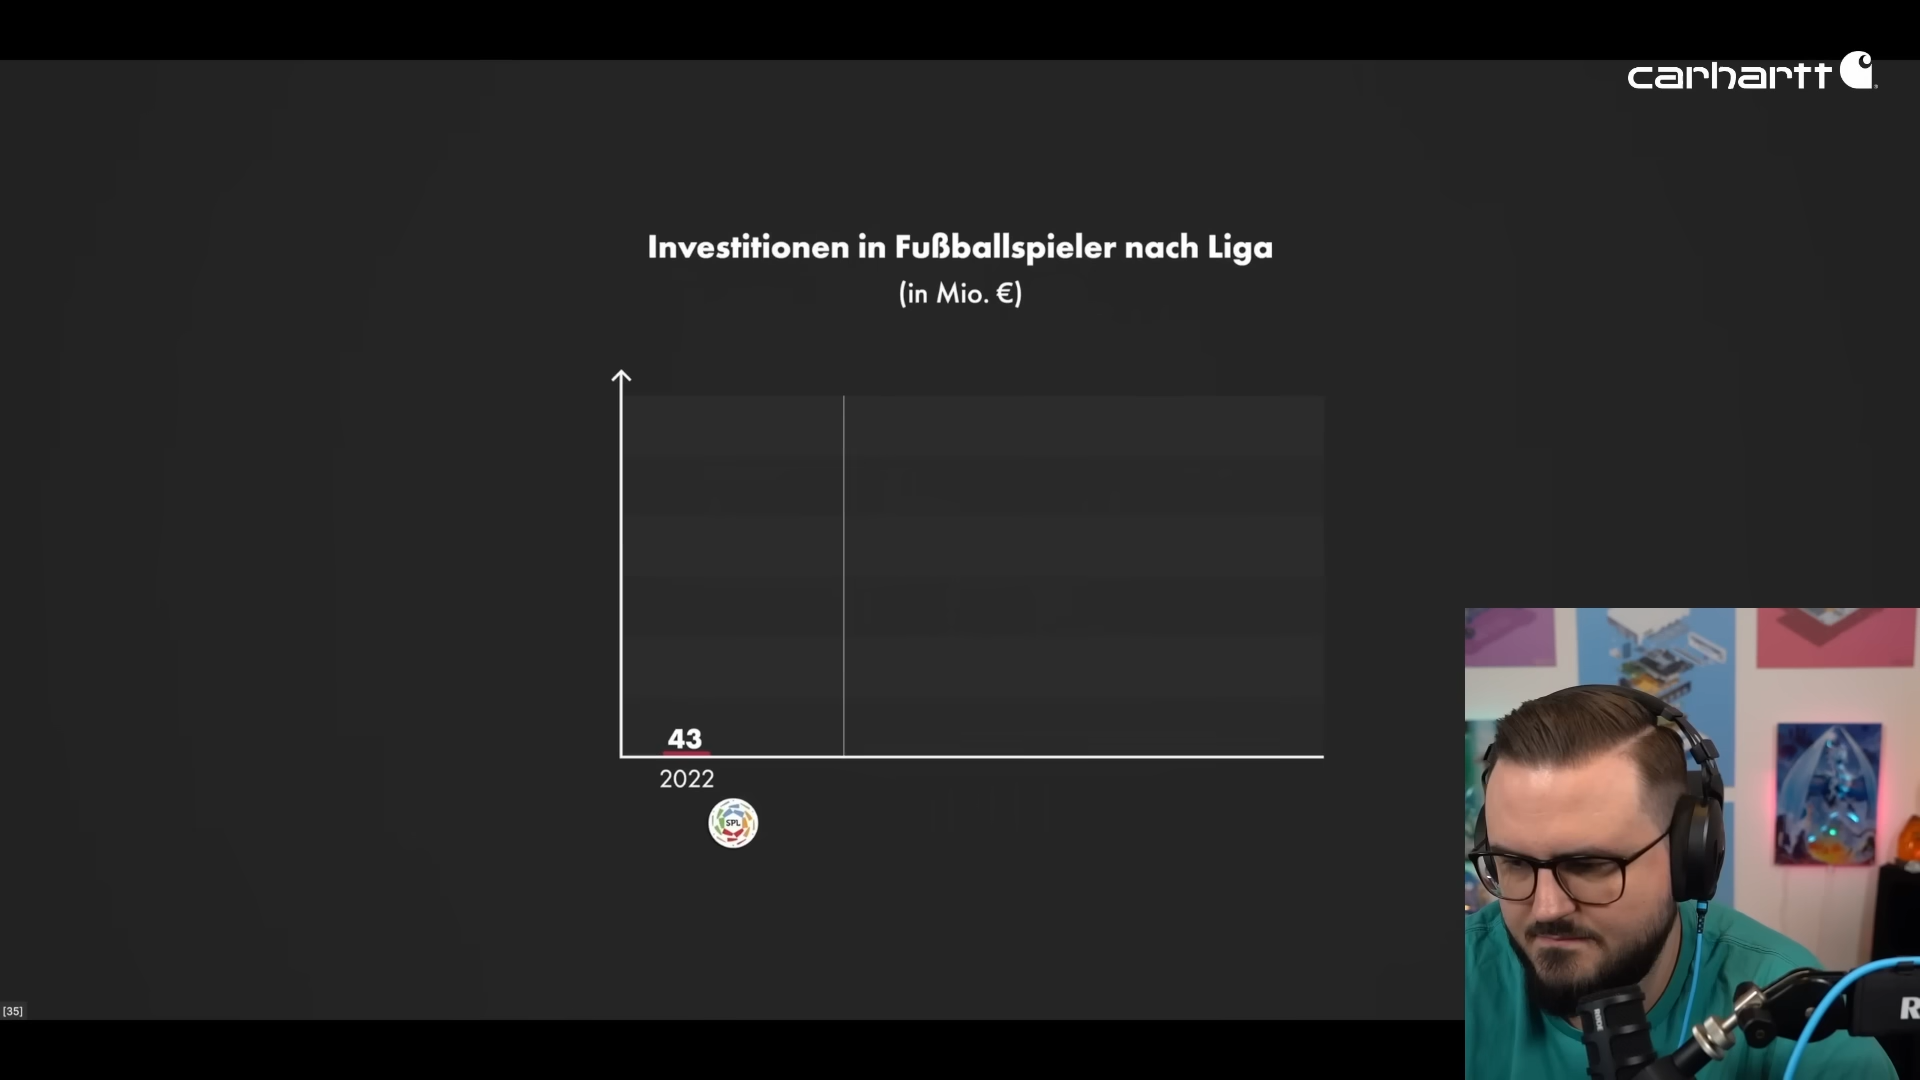 carhartt
Investitionen in Fußballspieler nach Liga
(in Mio. €)
43
2022
SPL
[35]